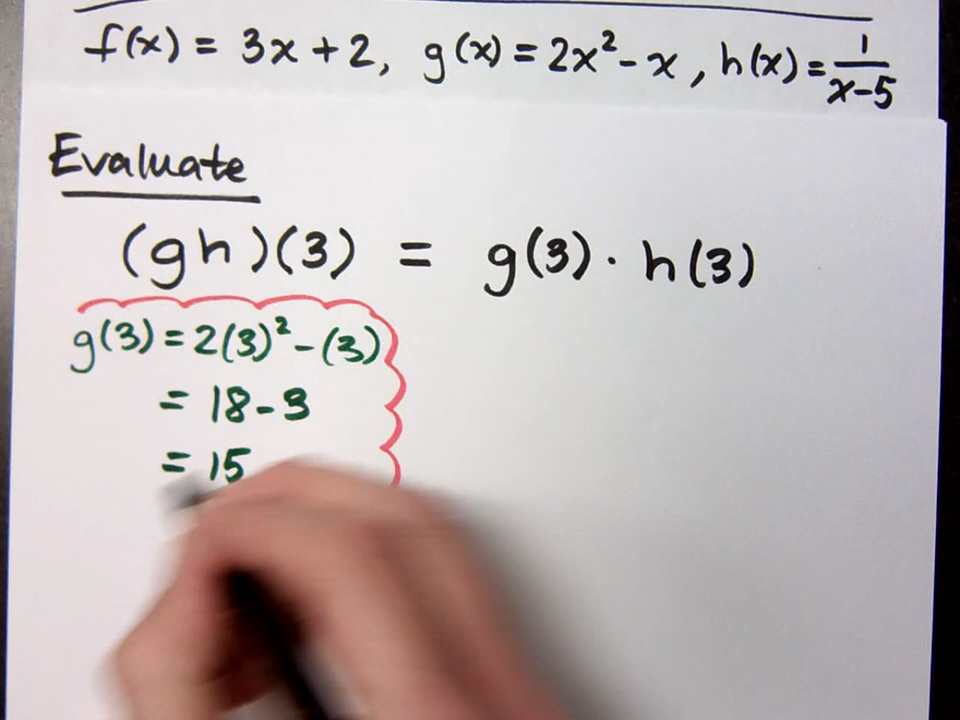 f(x) = 3x + 2, g(x) = 2x² - x, h(x) = 1/(x-5)
Evaluate
(gh)(3) = g(3) · h(3)
g(3) = 2(3)² - (3)
= 18 - 3
= 15